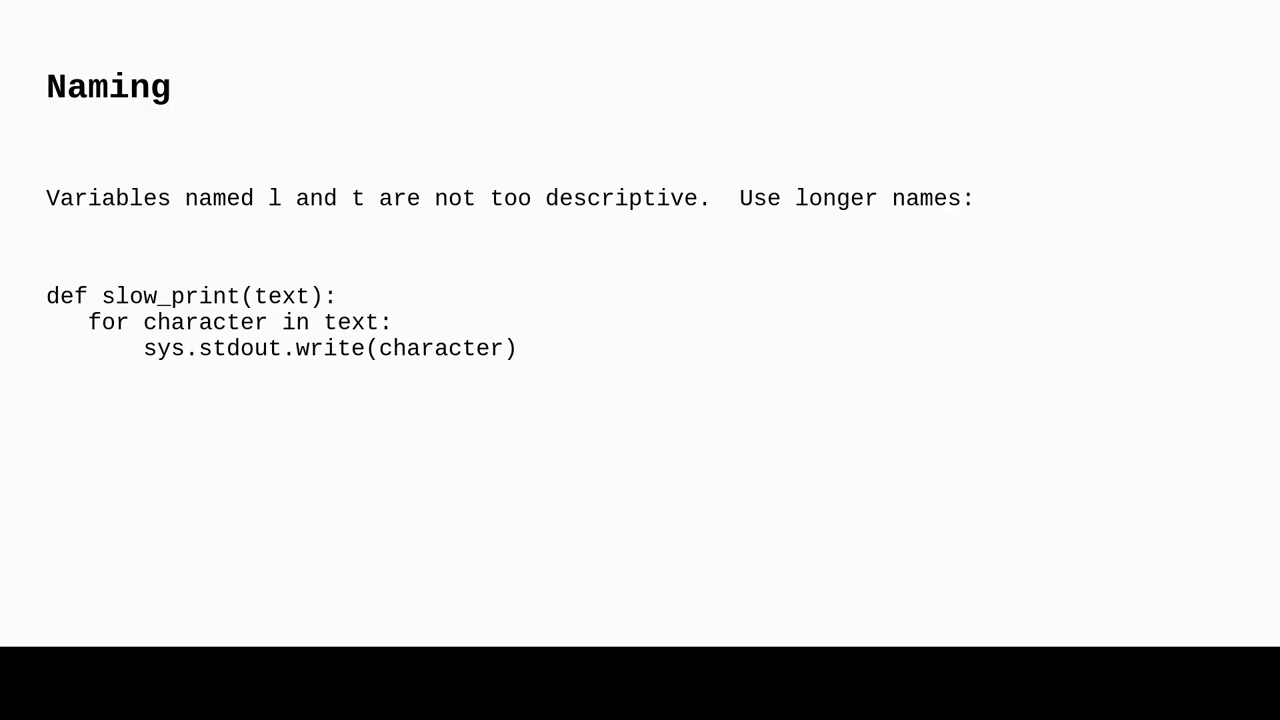 Naming
Variables named l and t are not too descriptive.  Use longer names:
def slow_print(text):
   for character in text:
       sys.stdout.write(character)